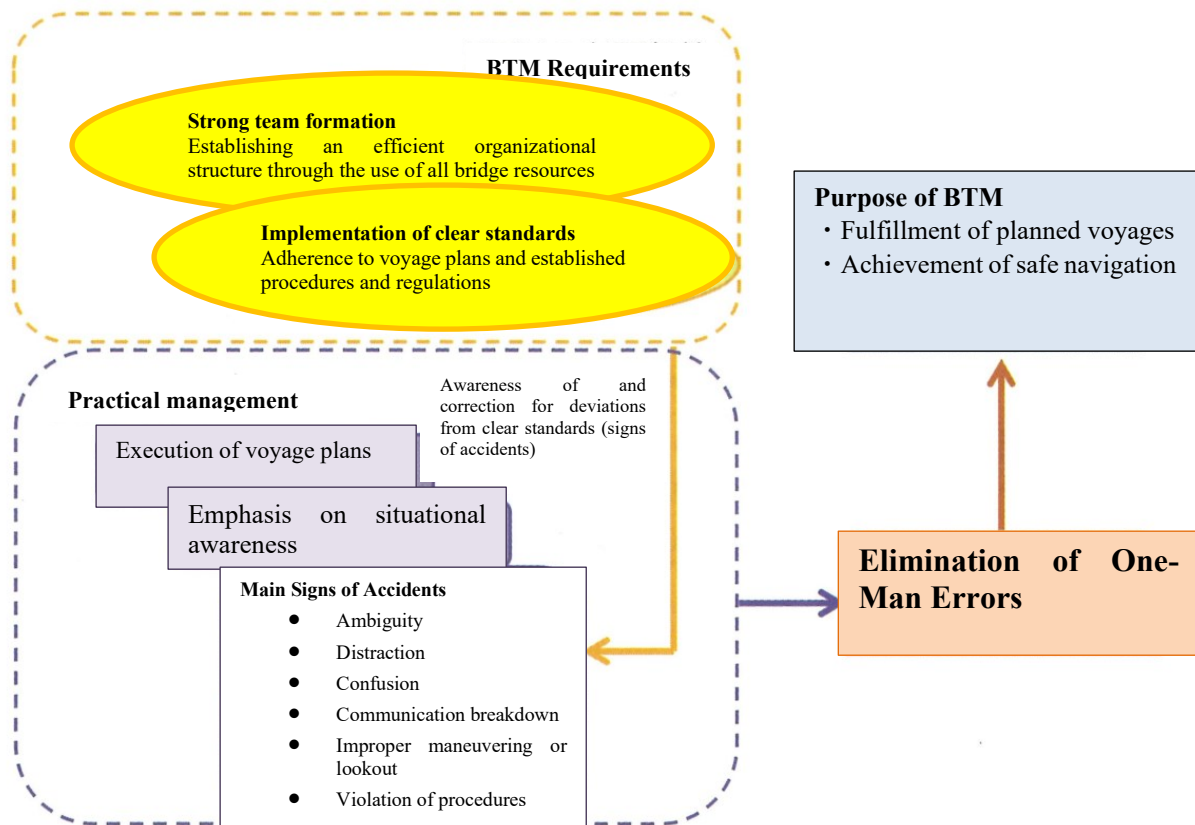 BTM Requirements
Strong team formation
Establishing an efficient organizational
structure through the use of all bridge resources
Implementation of clear standards
Adherence to voyage plans and established
procedures and regulations
Purpose of BTM
・Fulfillment of planned voyages
・Achievement of safe navigation
Practical management
Awareness of and
correction for deviations
from clear standards (signs
of accidents)
Execution of voyage plans
Emphasis on situational
awareness
Main Signs of Accidents
● Ambiguity
● Distraction
● Confusion
● Communication breakdown
● Improper maneuvering or
lookout
● Violation of procedures
Elimination of One-
Man Errors